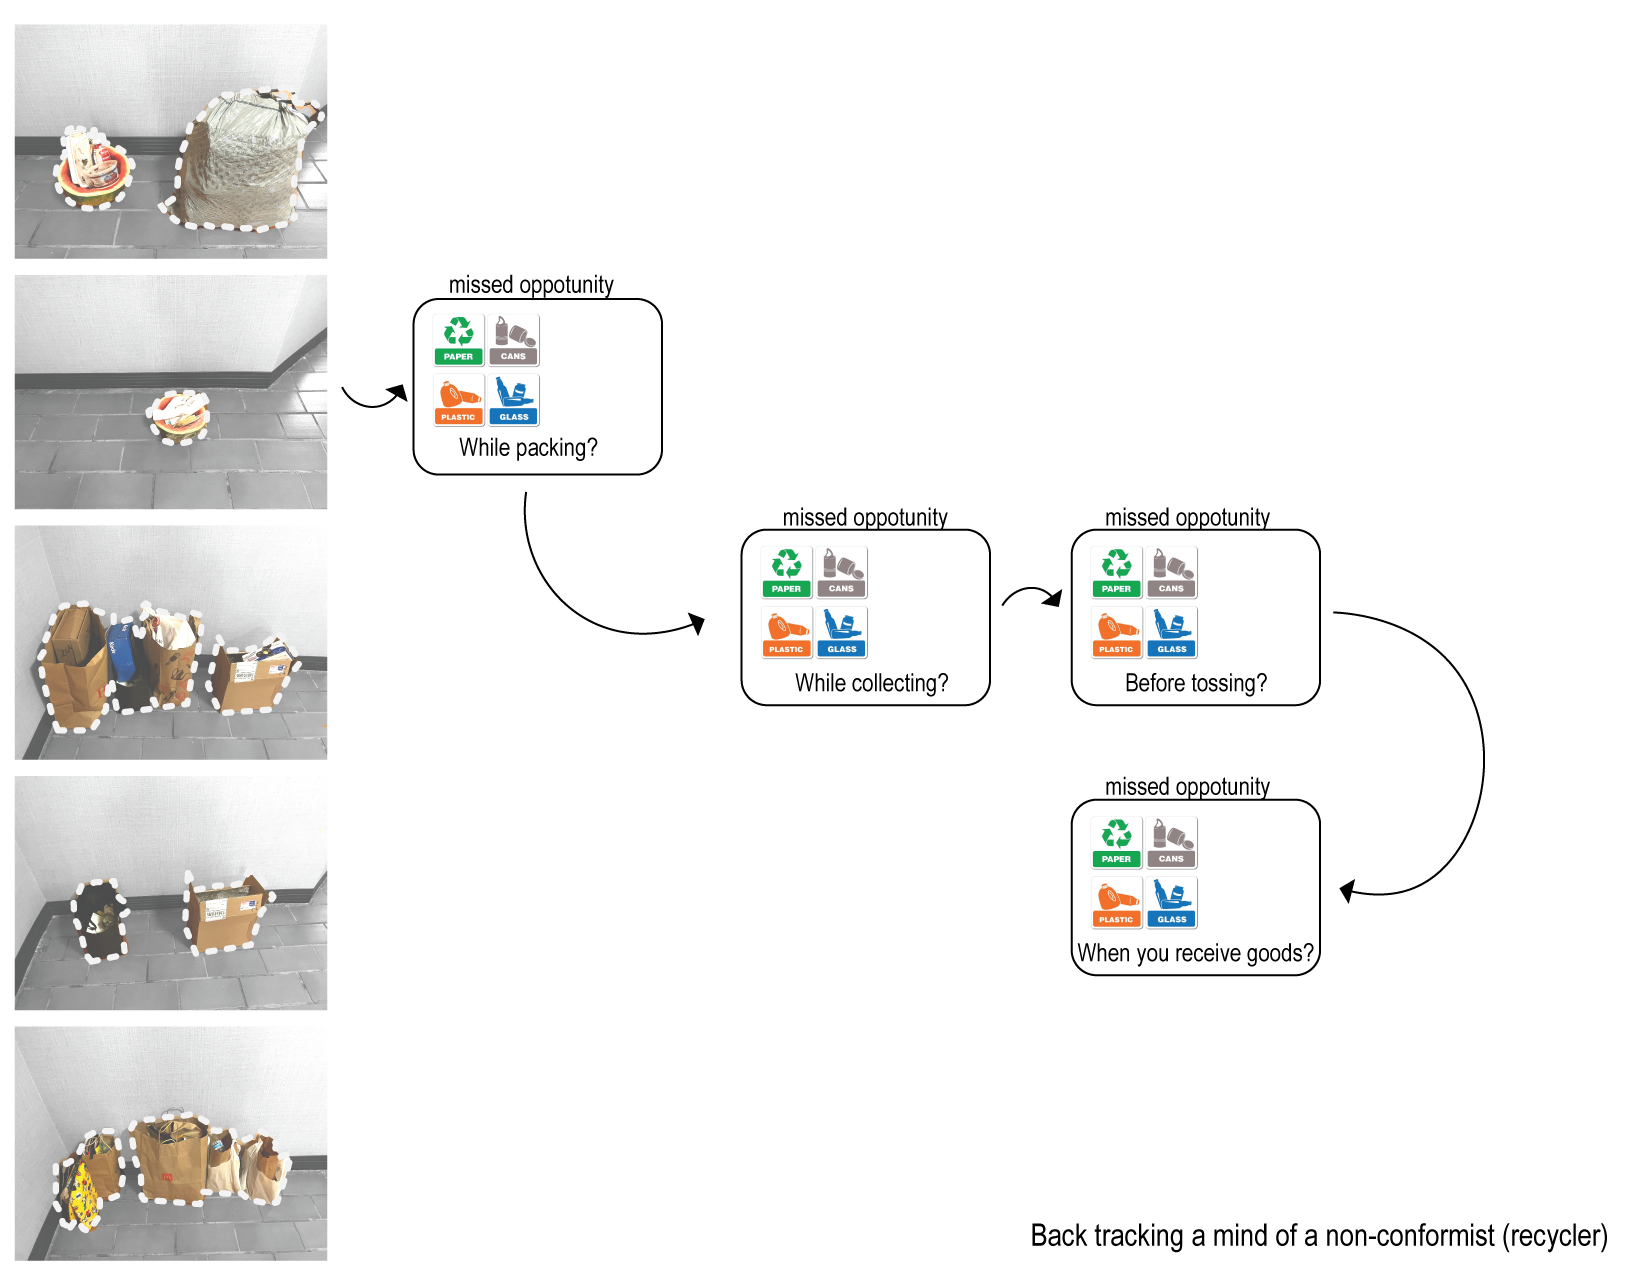 missed oppotunity
PAPER
CANS
PLASTIC
GLASS
While packing?
missed oppotunity
PAPER
CANS
PLASTIC
GLASS
While collecting?
missed oppotunity
PAPER
CANS
PLASTIC
GLASS
Before tossing?
missed oppotunity
PAPER
CANS
PLASTIC
GLASS
When you receive goods?
Back tracking a mind of a non-conformist (recycler)